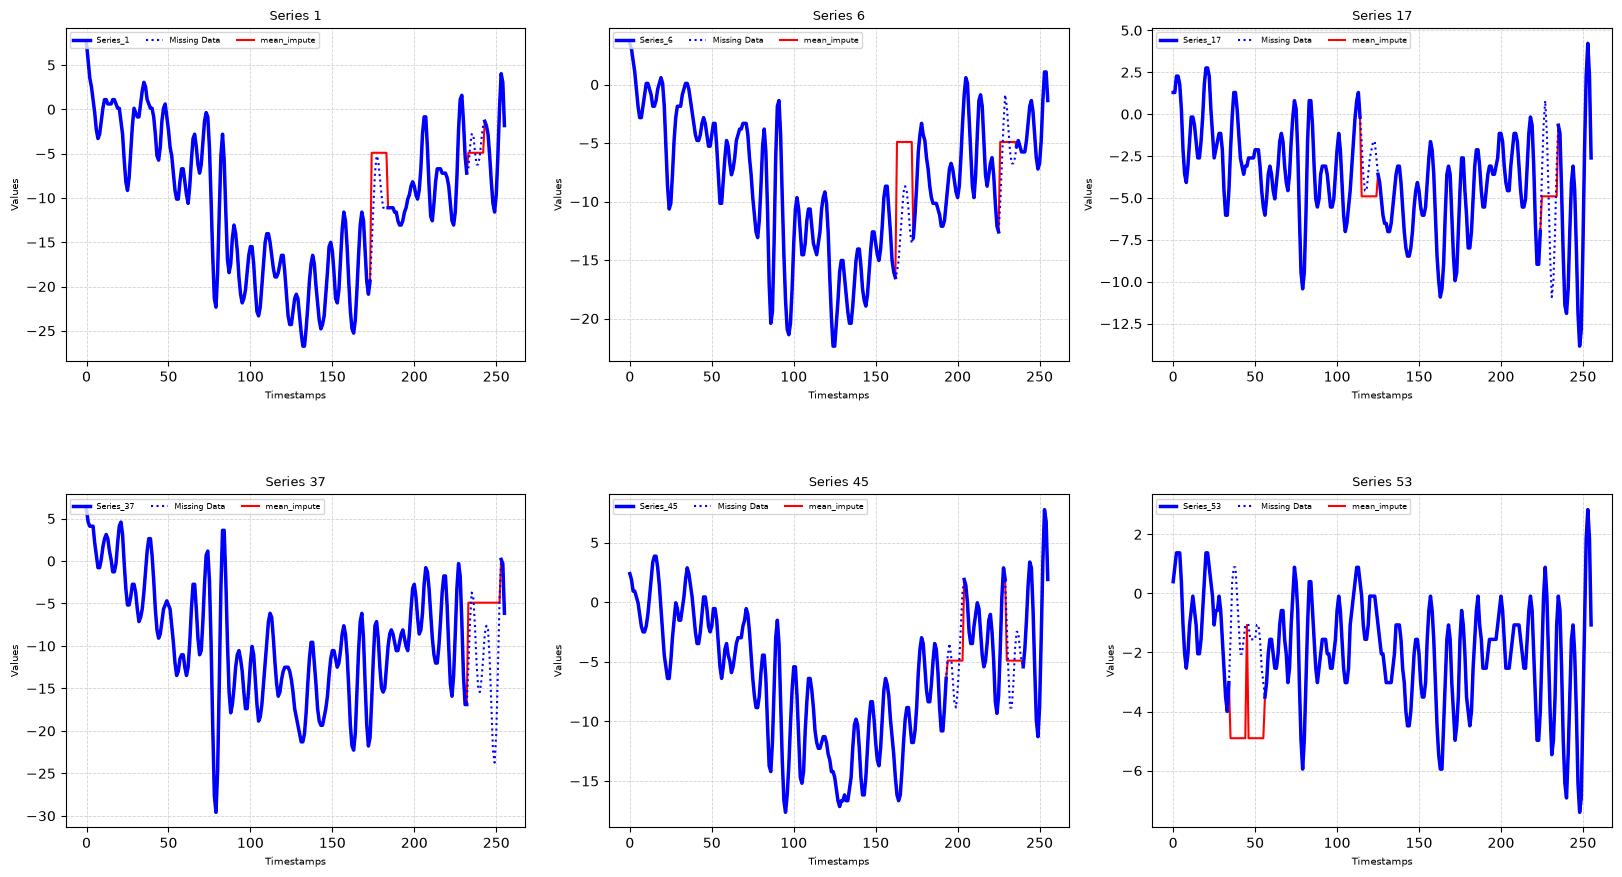 Series 1
Series_1 Missing Data mean_impute
Values
5
0
−5
−10
−15
−20
−25
0 50 100 150 200 250
Timestamps
Series 6
Series_6 Missing Data mean_impute
Values
0
−5
−10
−15
−20
0 50 100 150 200 250
Timestamps
Series 17
Series_17 Missing Data mean_impute
Values
5.0
2.5
0.0
−2.5
−5.0
−7.5
−10.0
−12.5
0 50 100 150 200 250
Timestamps
Series 37
Series_37 Missing Data mean_impute
Values
5
0
−5
−10
−15
−20
−25
−30
0 50 100 150 200 250
Timestamps
Series 45
Series_45 Missing Data mean_impute
Values
5
0
−5
−10
−15
0 50 100 150 200 250
Timestamps
Series 53
Series_53 Missing Data mean_impute
Values
2
0
−2
−4
−6
0 50 100 150 200 250
Timestamps